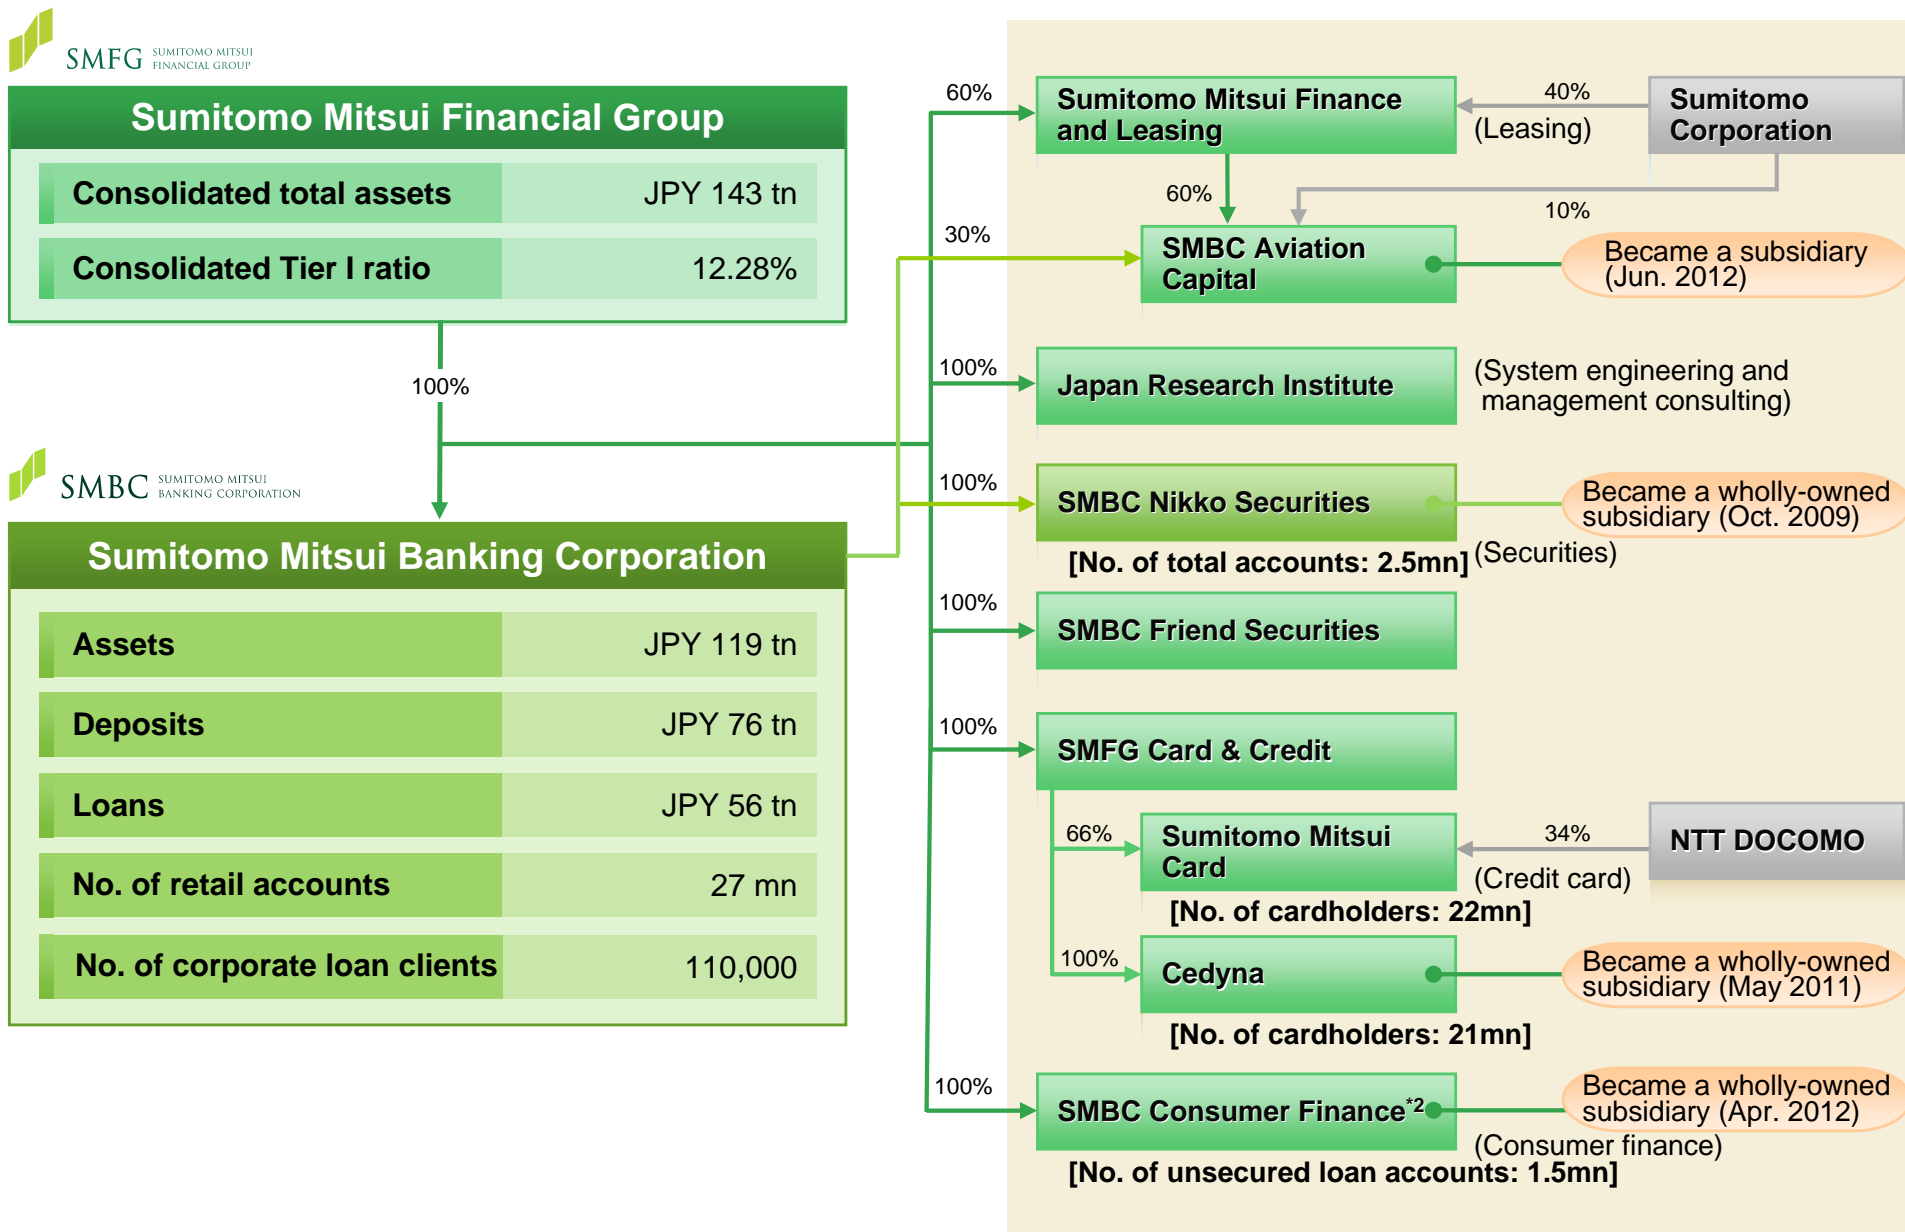 SMFG SUMITOMO MITSUI
FINANCIAL GROUP
Sumitomo Mitsui Financial Group
Consolidated total assets JPY 143 tn
Consolidated Tier I ratio 12.28%
100%
SMBC SUMITOMO MITSUI
BANKING CORPORATION
Sumitomo Mitsui Banking Corporation
Assets JPY 119 tn
Deposits JPY 76 tn
Loans JPY 56 tn
No. of retail accounts 27 mn
No. of corporate loan clients 110,000
60%
Sumitomo Mitsui Finance
and Leasing
40%
(Leasing)
Sumitomo
Corporation
60%
10%
30%
SMBC Aviation
Capital
Became a subsidiary
(Jun. 2012)
100%
Japan Research Institute
(System engineering and
management consulting)
100%
SMBC Nikko Securities
Became a wholly-owned
subsidiary (Oct. 2009)
[No. of total accounts: 2.5mn]
(Securities)
100%
SMBC Friend Securities
100%
SMFG Card & Credit
66%
Sumitomo Mitsui
Card
34%
(Credit card)
NTT DOCOMO
[No. of cardholders: 22mn]
100%
Cedyna
Became a wholly-owned
subsidiary (May 2011)
[No. of cardholders: 21mn]
100%
SMBC Consumer Finance*2
Became a wholly-owned
subsidiary (Apr. 2012)
(Consumer finance)
[No. of unsecured loan accounts: 1.5mn]